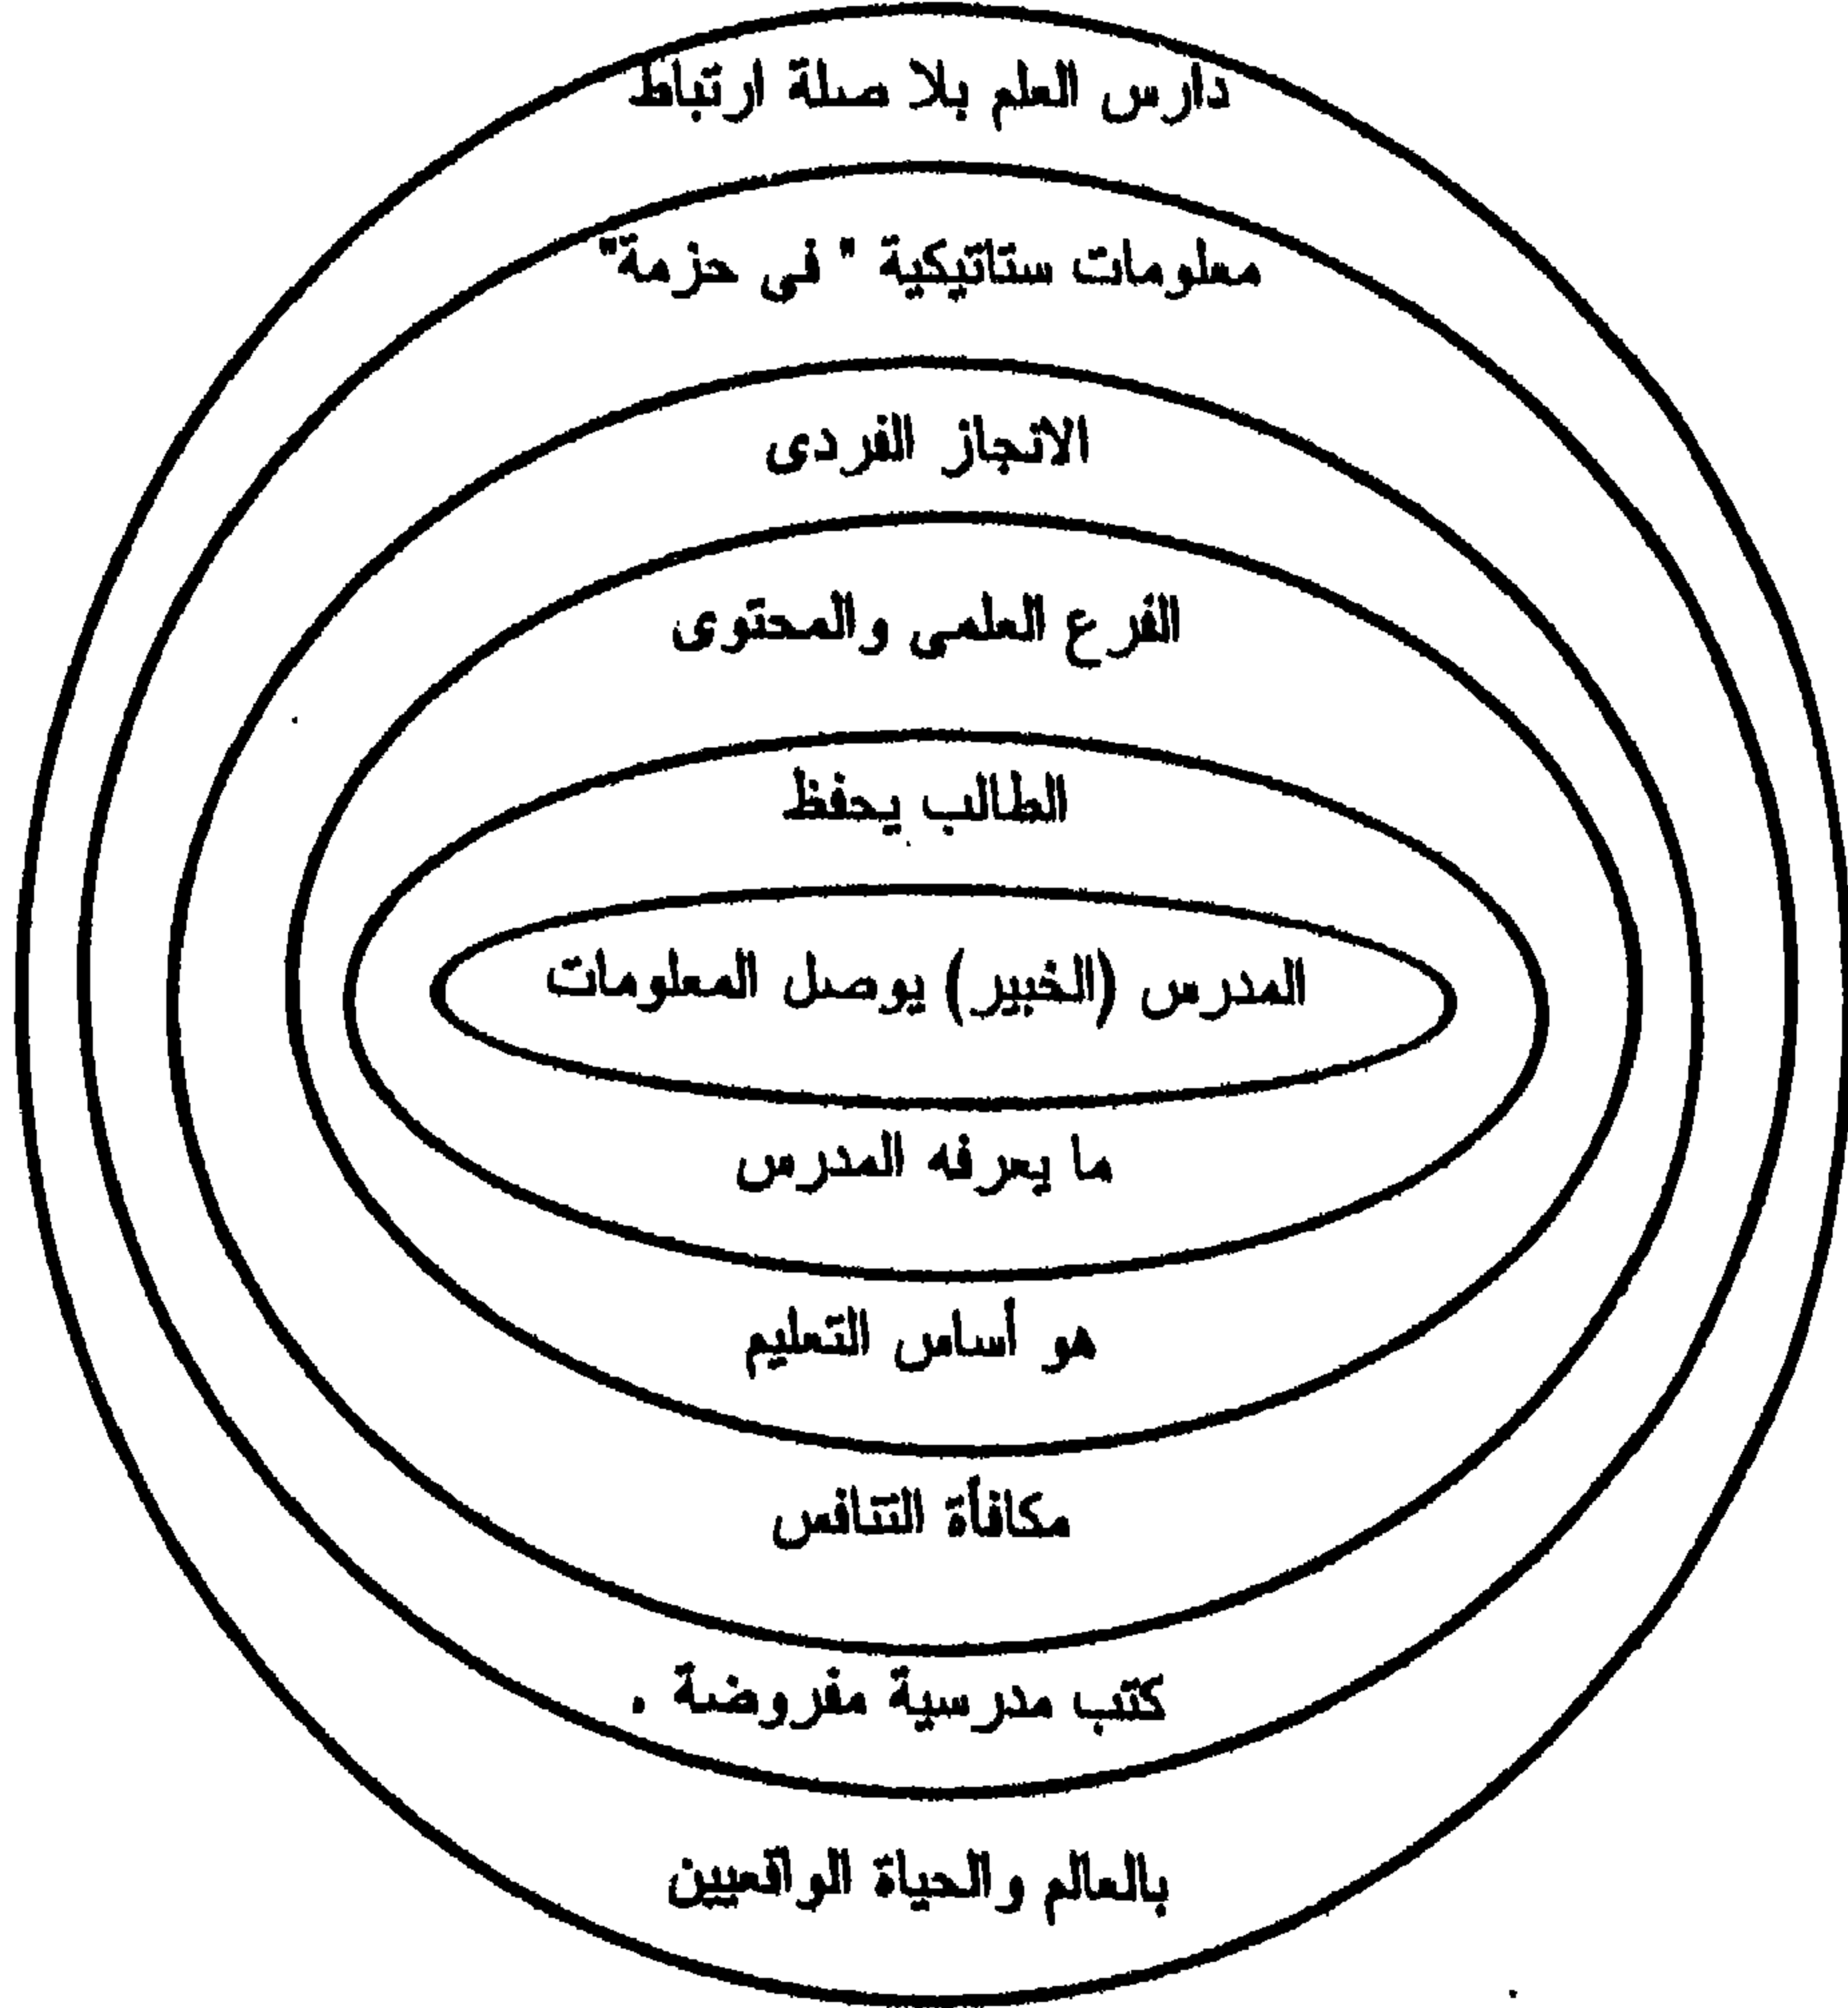 دارس العلم بلا صلة ارتباط
معلومات ستاتيكية " فى حزمة"
الانجاز الفردى
الفرع العلمى والمحتوى
الطالب يحفظ
المدرس (الخبير) يوصل المعلومات
ما يعرفه المدرس
هو أساس التعليم
مكافأة التنافس
كتب مدرسية مفروضة .
بالعالم والحياة الواقعيين